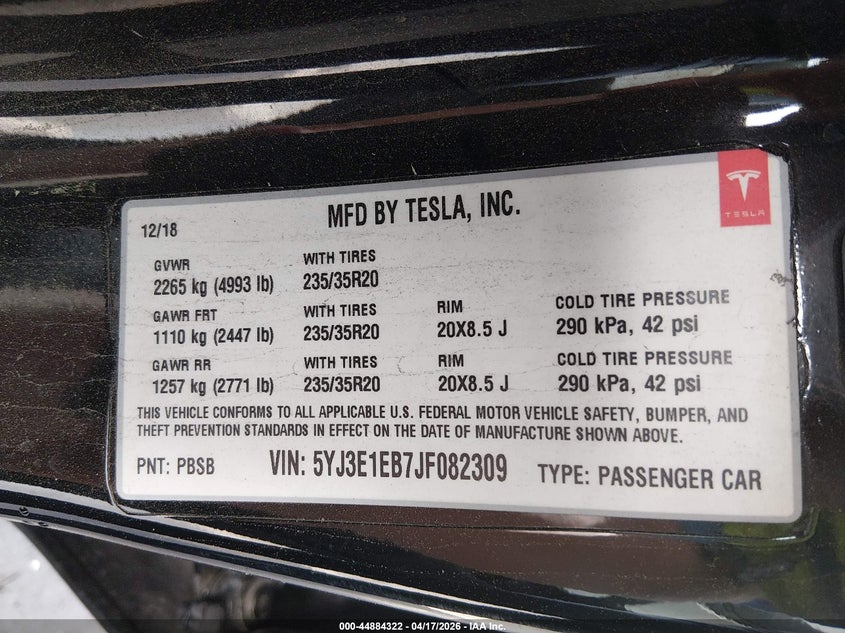 MFD BY TESLA, INC.
TESLA
12/18
GVWR WITH TIRES
2265 kg (4993 lb) 235/35R20
GAWR FRT WITH TIRES RIM COLD TIRE PRESSURE
1110 kg (2447 lb) 235/35R20 20X8.5 J 290 kPa, 42 psi
GAWR RR WITH TIRES RIM COLD TIRE PRESSURE
1257 kg (2771 lb) 235/35R20 20X8.5 J 290 kPa, 42 psi
THIS VEHICLE CONFORMS TO ALL APPLICABLE U.S. FEDERAL MOTOR VEHICLE SAFETY, BUMPER, AND
THEFT PREVENTION STANDARDS IN EFFECT ON THE DATE OF MANUFACTURE SHOWN ABOVE.
PNT: PBSB VIN: 5YJ3E1EB7JF082309 TYPE: PASSENGER CAR
000-44884322 - 04/17/2026 - IAA Inc.